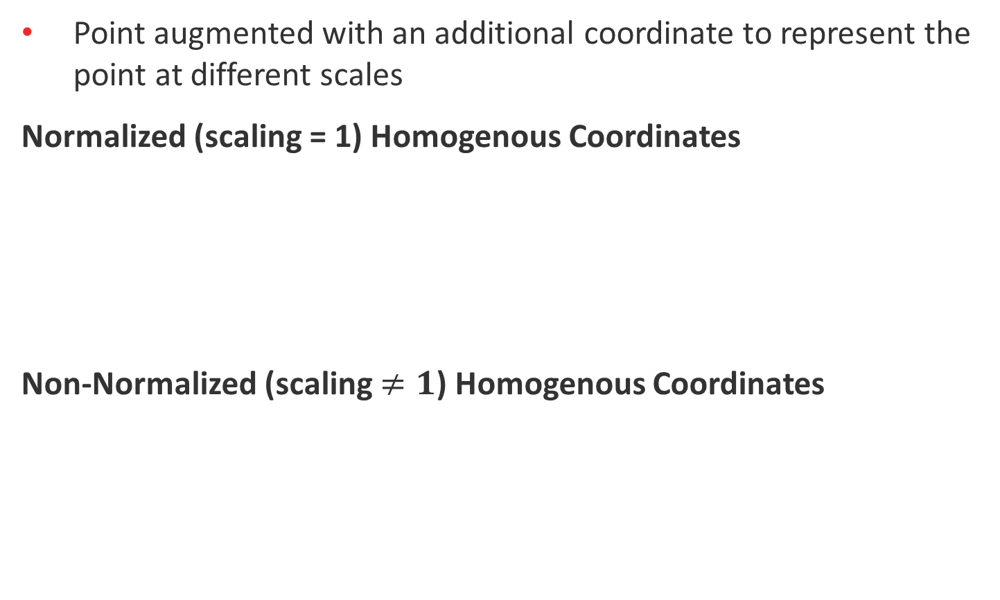 • Point augmented with an additional coordinate to represent the
point at different scales
Normalized (scaling = 1) Homogenous Coordinates
Non-Normalized (scaling ≠ 1) Homogenous Coordinates